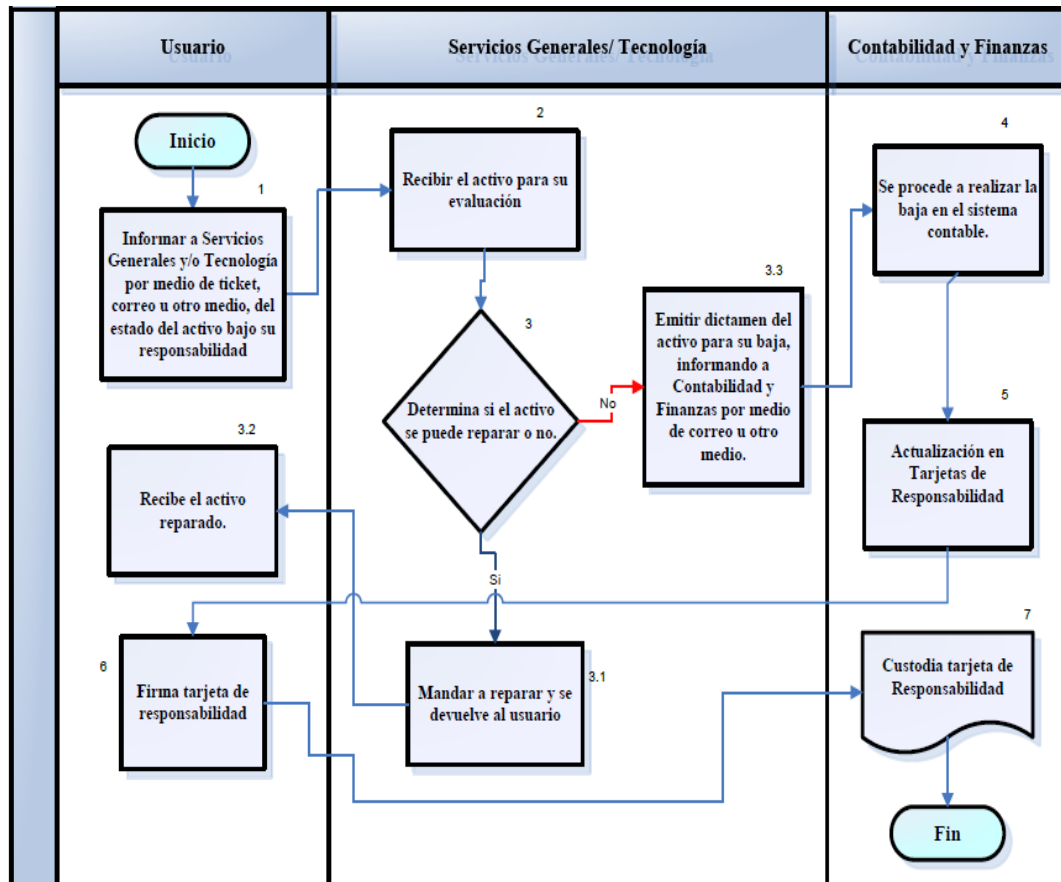 Usuario
Servicios Generales/ Tecnología
Contabilidad y Finanzas
Inicio
1
Informar a Servicios
Generales y/o Tecnología
por medio de ticket,
correo u otro medio, del
estado del activo bajo su
responsabilidad
2
Recibir el activo para su
evaluación
3
Determina si el activo
se puede reparar o no.
No
Si
3.3
Emitir dictamen del
activo para su baja,
informando a
Contabilidad y
Finanzas por medio
de correo u otro
medio.
4
Se procede a realizar la
baja en el sistema
contable.
5
Actualización en
Tarjetas de
Responsabilidad
3.2
Recibe el activo
reparado.
3.1
Mandar a reparar y se
devuelve al usuario
6
Firma tarjeta de
responsabilidad
7
Custodia tarjeta de
Responsabilidad
Fin